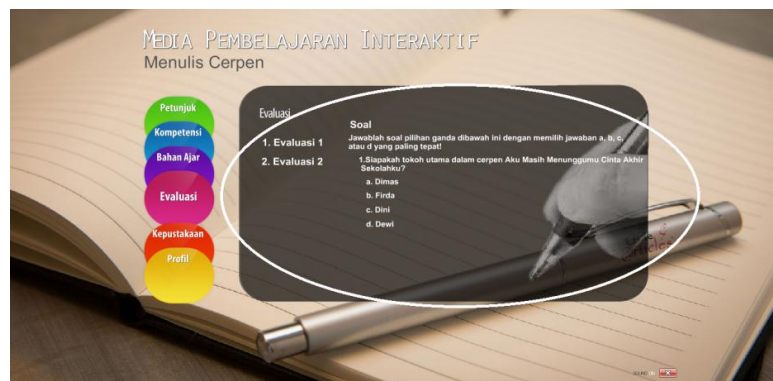 MEDIA PEMBELAJARAN INTERAKTIF
Menulis Cerpen
Petunjuk
Kompetensi
Bahan Ajar
Evaluasi
Kepustakaan
Profil
Evaluasi
1. Evaluasi 1
2. Evaluasi 2
Soal
Jawablah soal pilihan ganda dibawah ini dengan memilih jawaban a, b, c,
atau d yang paling tepat!
1.Siapakah tokoh utama dalam cerpen Aku Masih Menunggumu Cinta Akhir
Sekolahku?
a. Dimas
b. Firda
c. Dini
d. Dewi